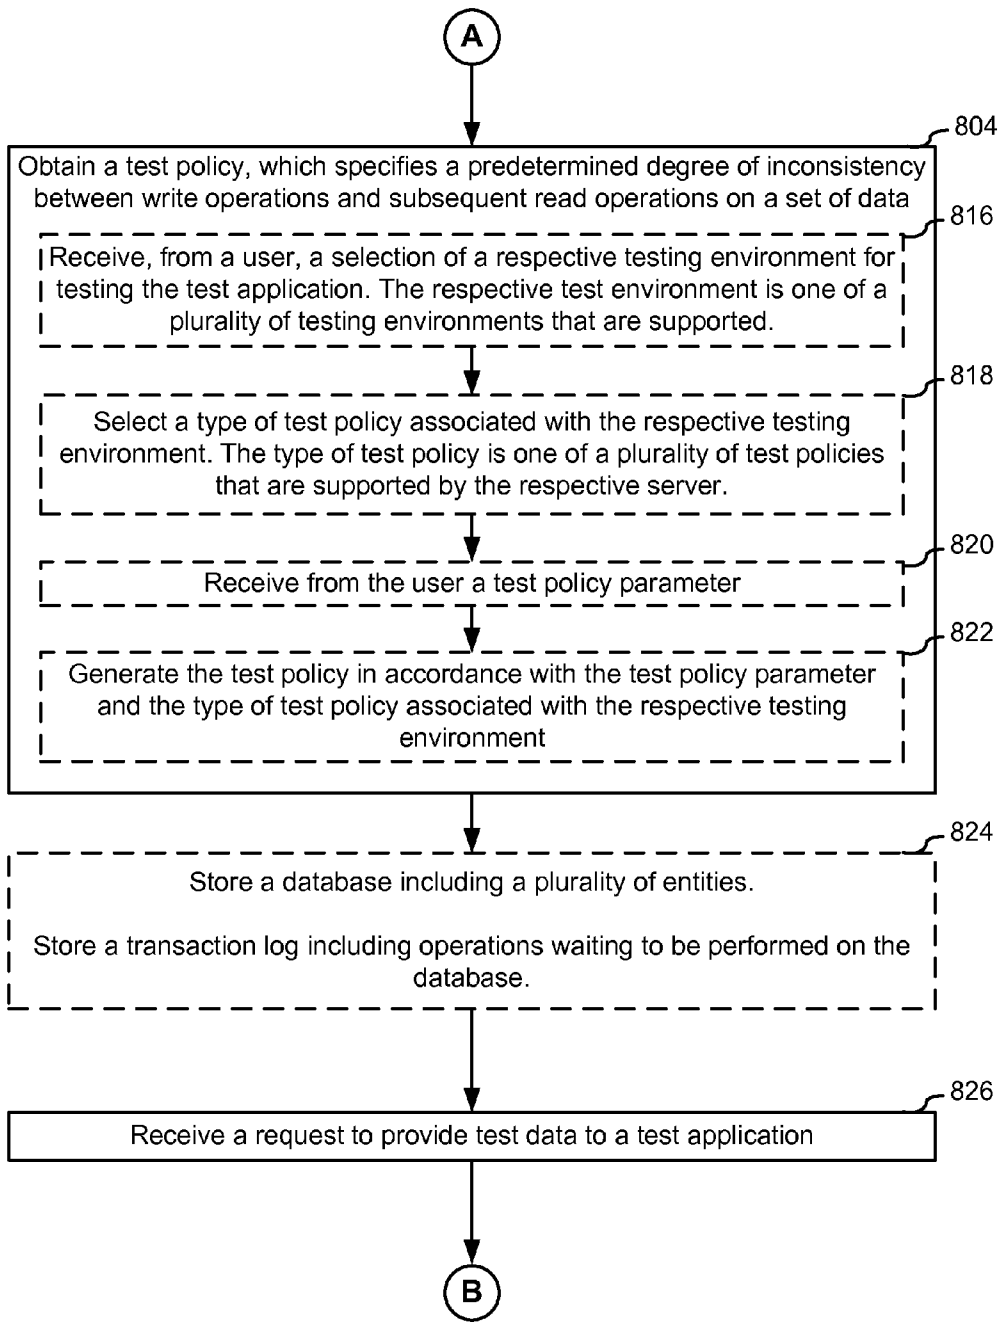 A
804
Obtain a test policy, which specifies a predetermined degree of inconsistency
between write operations and subsequent read operations on a set of data
816
Receive, from a user, a selection of a respective testing environment for
testing the test application. The respective test environment is one of a
plurality of testing environments that are supported.
818
Select a type of test policy associated with the respective testing
environment. The type of test policy is one of a plurality of test policies
that are supported by the respective server.
820
Receive from the user a test policy parameter
822
Generate the test policy in accordance with the test policy parameter
and the type of test policy associated with the respective testing
environment
824
Store a database including a plurality of entities.
Store a transaction log including operations waiting to be performed on the
database.
826
Receive a request to provide test data to a test application
B